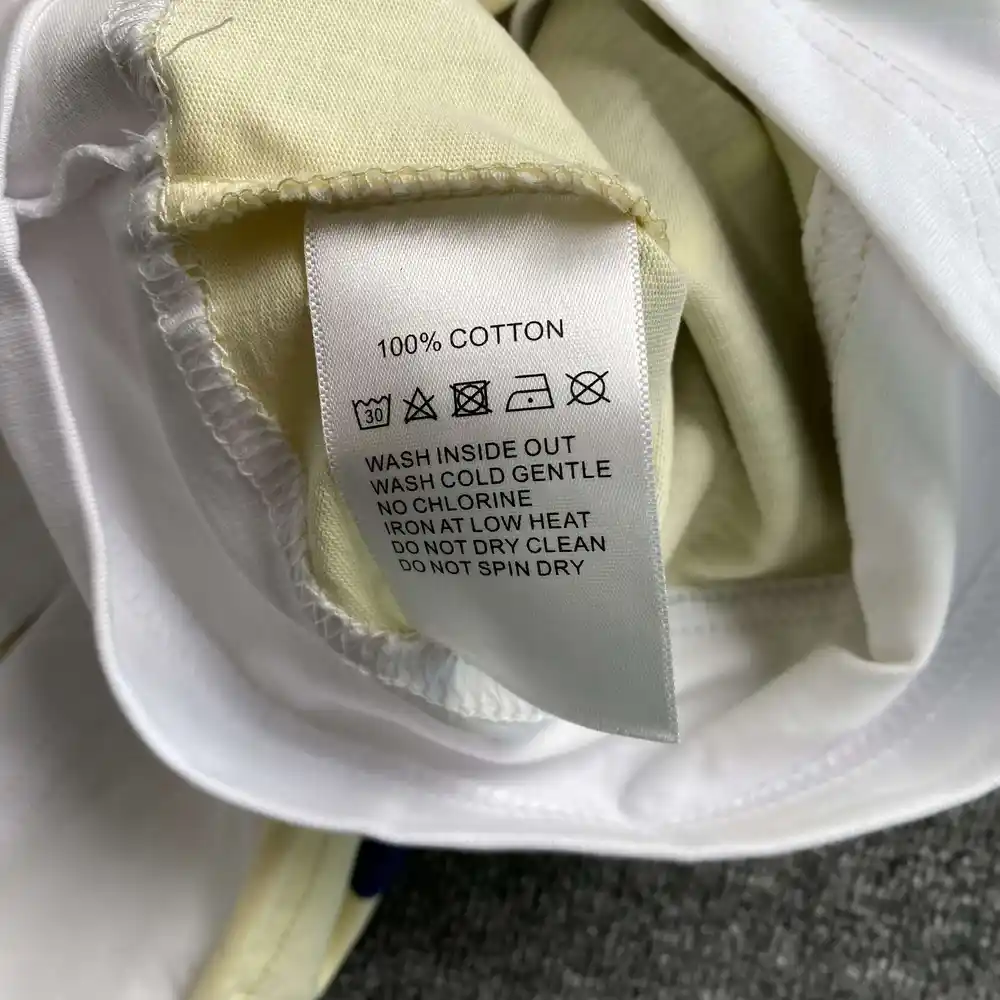 100% COTTON
30
WASH INSIDE OUT
WASH COLD GENTLE
NO CHLORINE
IRON AT LOW HEAT
DO NOT DRY CLEAN
DO NOT SPIN DRY